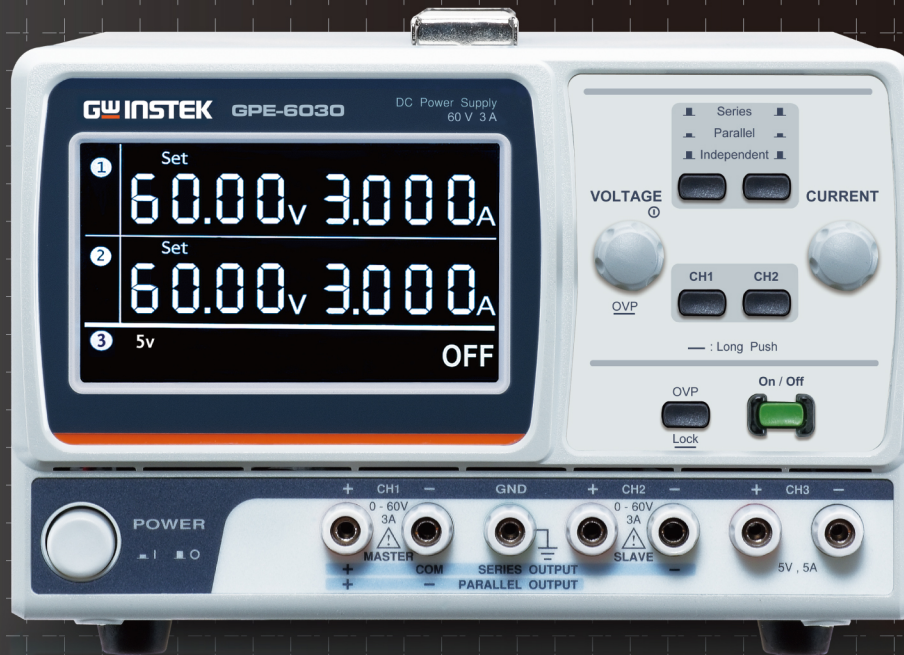 GW INSTEK GPE-6030
DC Power Supply
60 V 3 A
1 Set
60.00V 3.000A
2 Set
60.00V 3.000A
3 5v
OFF
Series
Parallel
Independent
VOLTAGE
CURRENT
OVP
CH1 CH2
— : Long Push
OVP
Lock
On / Off
POWER
+ CH1 − GND + CH2 − + CH3 −
0 - 60V
3A
MASTER
0 - 60V
3A
SLAVE
5V , 5A
+ COM SERIES OUTPUT −
+ − PARALLEL OUTPUT